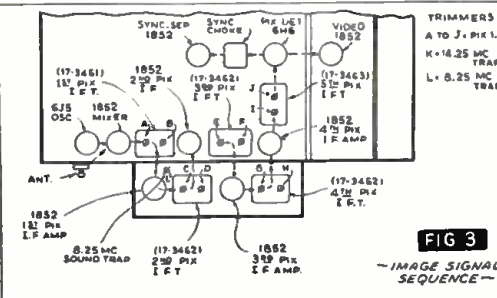 SYNC. SEP
1852
SYNC
CHOKE
PIX DET
6H6
VIDEO
1852
TRIMMERS
A TO J - PIX I.
K - 14.25 MC
TRAP
L - 8.25 MC
TRAP
(17-3461)
1ST PIX
I.F.T.
1852
2ND PIX
I.F
(17-3462)
3RD PIX
I.F.T
(17-3463)
5TH PIX
I.F.T
6J5
OSC
1852
MIXER
A
B
E
F
J
I
1852
4TH PIX
I.F AMP
ANT.
C
D
G
H
1852
1ST PIX
I.F AMP
8.25 MC
SOUND TRAP
(17-3462)
2ND PIX
I.F.T
1852
3RD PIX
I.F AMP.
(17-3462)
4TH PIX
I.F.T.
FIG 3
~IMAGE SIGNAL
SEQUENCE~